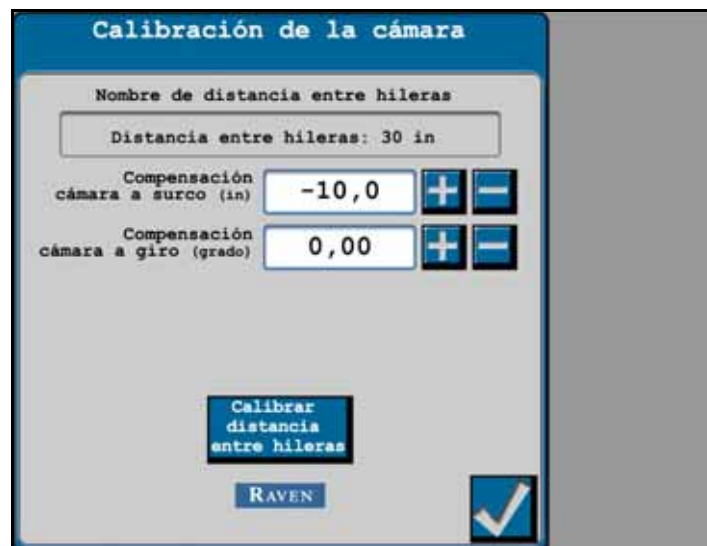 Calibración de la cámara
Nombre de distancia entre hileras
Distancia entre hileras: 30 in
Compensación
cámara a surco (in)
-10,0
Compensación
cámara a giro (grado)
0,00
Calibrar
distancia
entre hileras
RAVEN